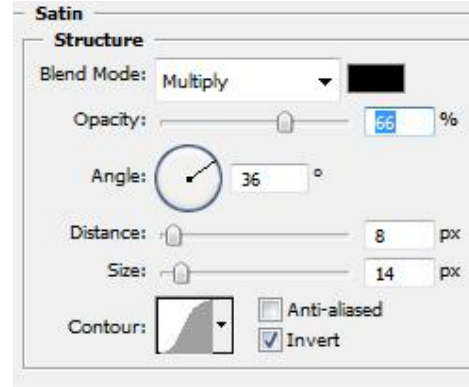 Satin
Structure
Blend Mode: Multiply
Opacity: 66 %
Angle: 36 °
Distance: 8 px
Size: 14 px
Contour: Anti-aliased
Invert